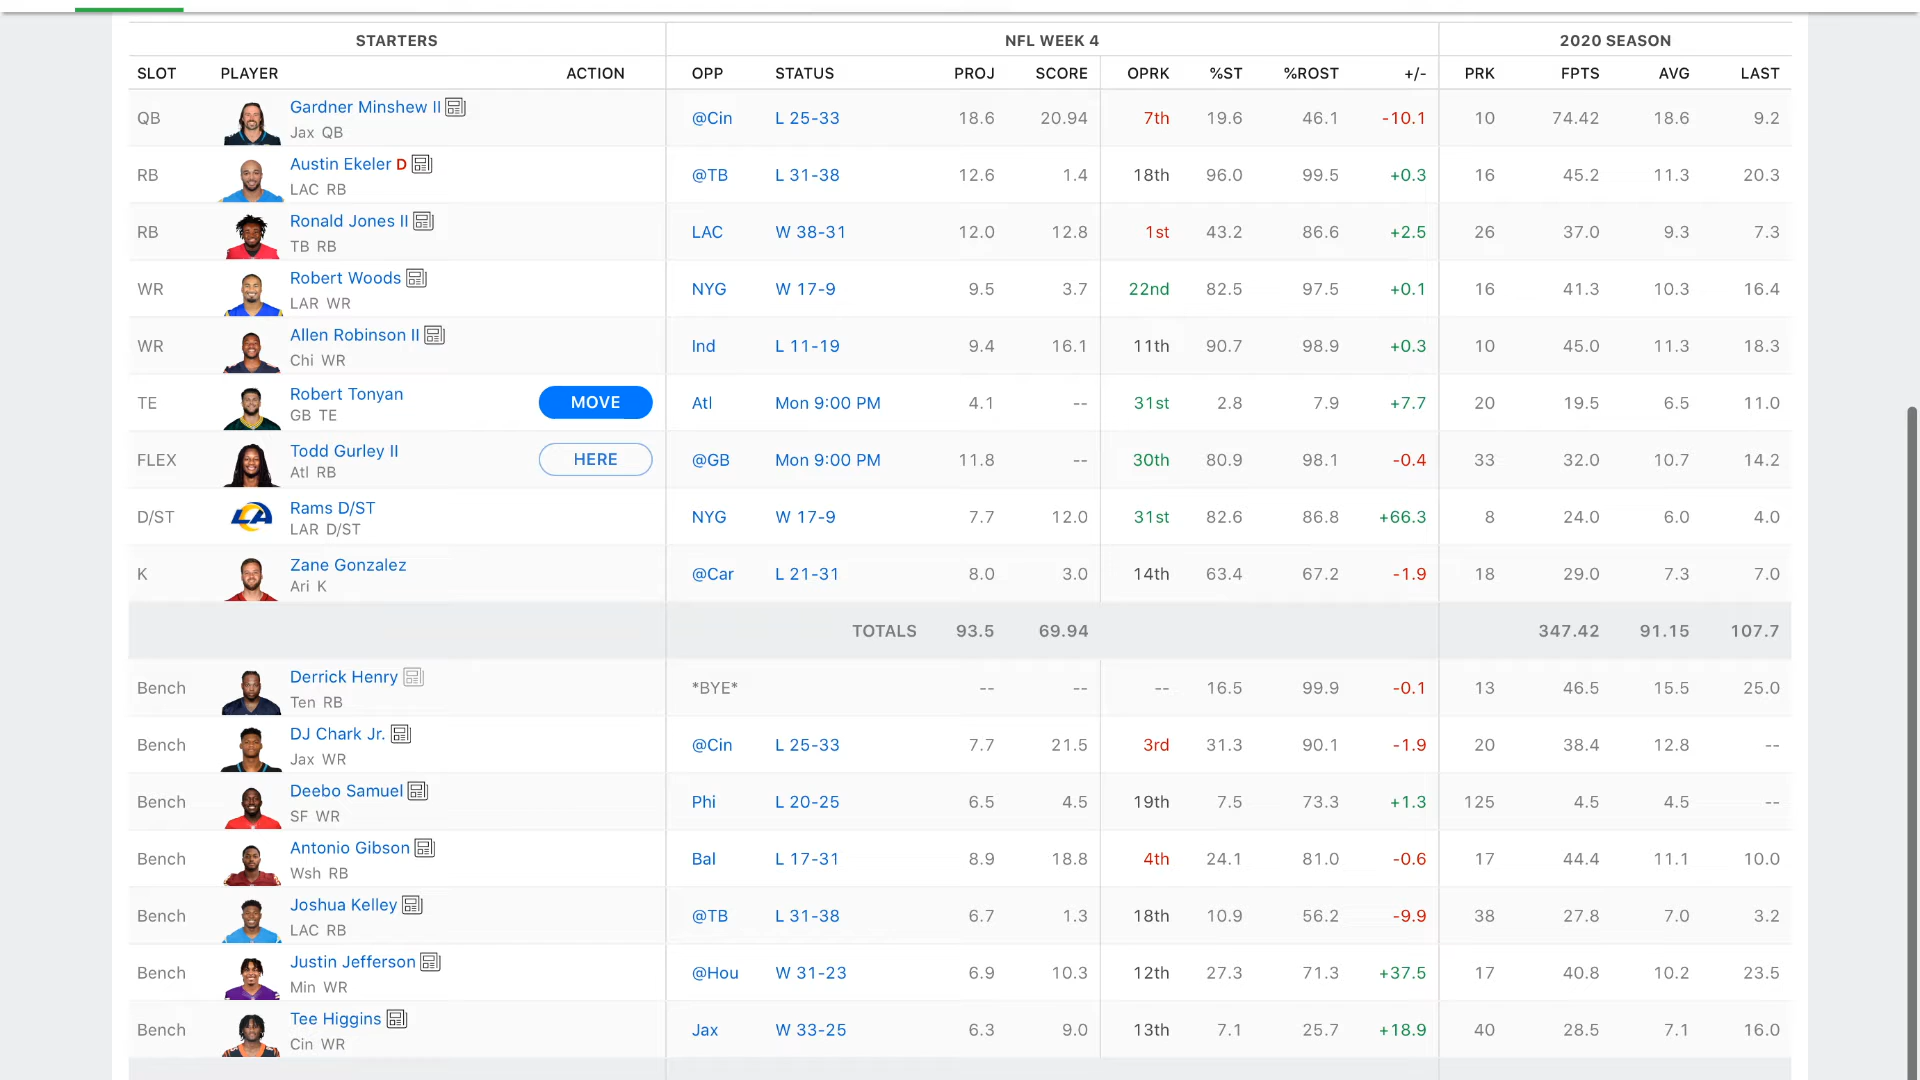 STARTERS NFL WEEK 4 2020 SEASON
SLOT PLAYER ACTION OPP STATUS PROJ SCORE OPRK %ST %ROST +/- PRK FPTS AVG LAST
QB Gardner Minshew II @Cin L 25-33 18.6 20.94 7th 19.6 46.1 -10.1 10 74.42 18.6 9.2
Jax QB
RB Austin Ekeler D @TB L 31-38 12.6 1.4 18th 96.0 99.5 +0.3 16 45.2 11.3 20.3
LAC RB
RB Ronald Jones II LAC W 38-31 12.0 12.8 1st 43.2 86.6 +2.5 26 37.0 9.3 7.3
TB RB
WR Robert Woods NYG W 17-9 9.5 3.7 22nd 82.5 97.5 +0.1 16 41.3 10.3 16.4
LAR WR
WR Allen Robinson II Ind L 11-19 9.4 16.1 11th 90.7 98.9 +0.3 10 45.0 11.3 18.3
Chi WR
TE Robert Tonyan MOVE Atl Mon 9:00 PM 4.1 -- 31st 2.8 7.9 +7.7 20 19.5 6.5 11.0
GB TE
FLEX Todd Gurley II HERE @GB Mon 9:00 PM 11.8 -- 30th 80.9 98.1 -0.4 33 32.0 10.7 14.2
Atl RB
D/ST Rams D/ST NYG W 17-9 7.7 12.0 31st 82.6 86.8 +66.3 8 24.0 6.0 4.0
LAR D/ST
K Zane Gonzalez @Car L 21-31 8.0 3.0 14th 63.4 67.2 -1.9 18 29.0 7.3 7.0
Ari K
TOTALS 93.5 69.94 347.42 91.15 107.7
Bench Derrick Henry *BYE* -- -- -- 16.5 99.9 -0.1 13 46.5 15.5 25.0
Ten RB
Bench DJ Chark Jr. @Cin L 25-33 7.7 21.5 3rd 31.3 90.1 -1.9 20 38.4 12.8 --
Jax WR
Bench Deebo Samuel Phi L 20-25 6.5 4.5 19th 7.5 73.3 +1.3 125 4.5 4.5 --
SF WR
Bench Antonio Gibson Bal L 17-31 8.9 18.8 4th 24.1 81.0 -0.6 17 44.4 11.1 10.0
Wsh RB
Bench Joshua Kelley @TB L 31-38 6.7 1.3 18th 10.9 56.2 -9.9 38 27.8 7.0 3.2
LAC RB
Bench Justin Jefferson @Hou W 31-23 6.9 10.3 12th 27.3 71.3 +37.5 17 40.8 10.2 23.5
Min WR
Bench Tee Higgins Jax W 33-25 6.3 9.0 13th 7.1 25.7 +18.9 40 28.5 7.1 16.0
Cin WR